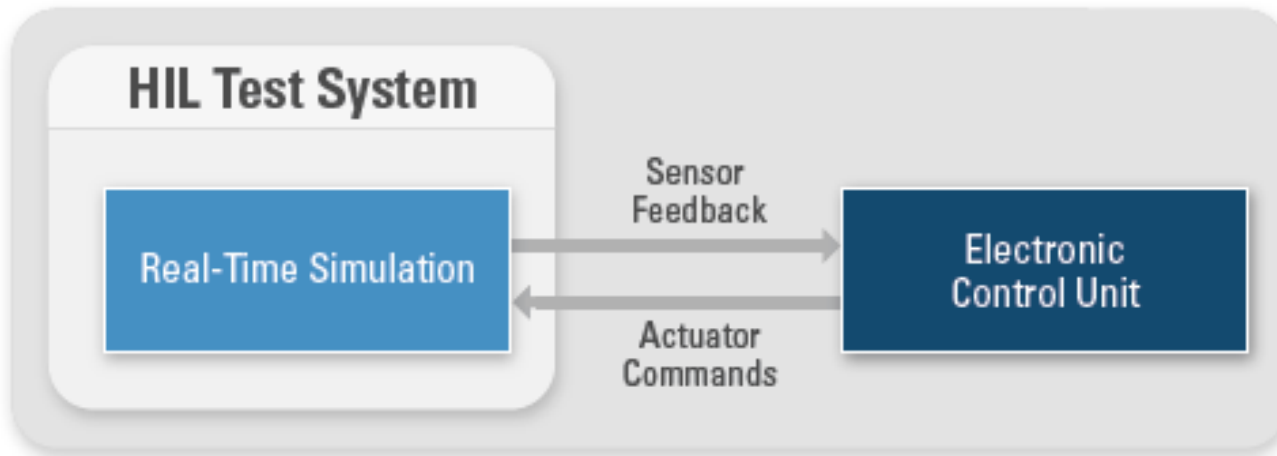 HIL Test System
Real-Time Simulation
Sensor
Feedback
Actuator
Commands
Electronic
Control Unit